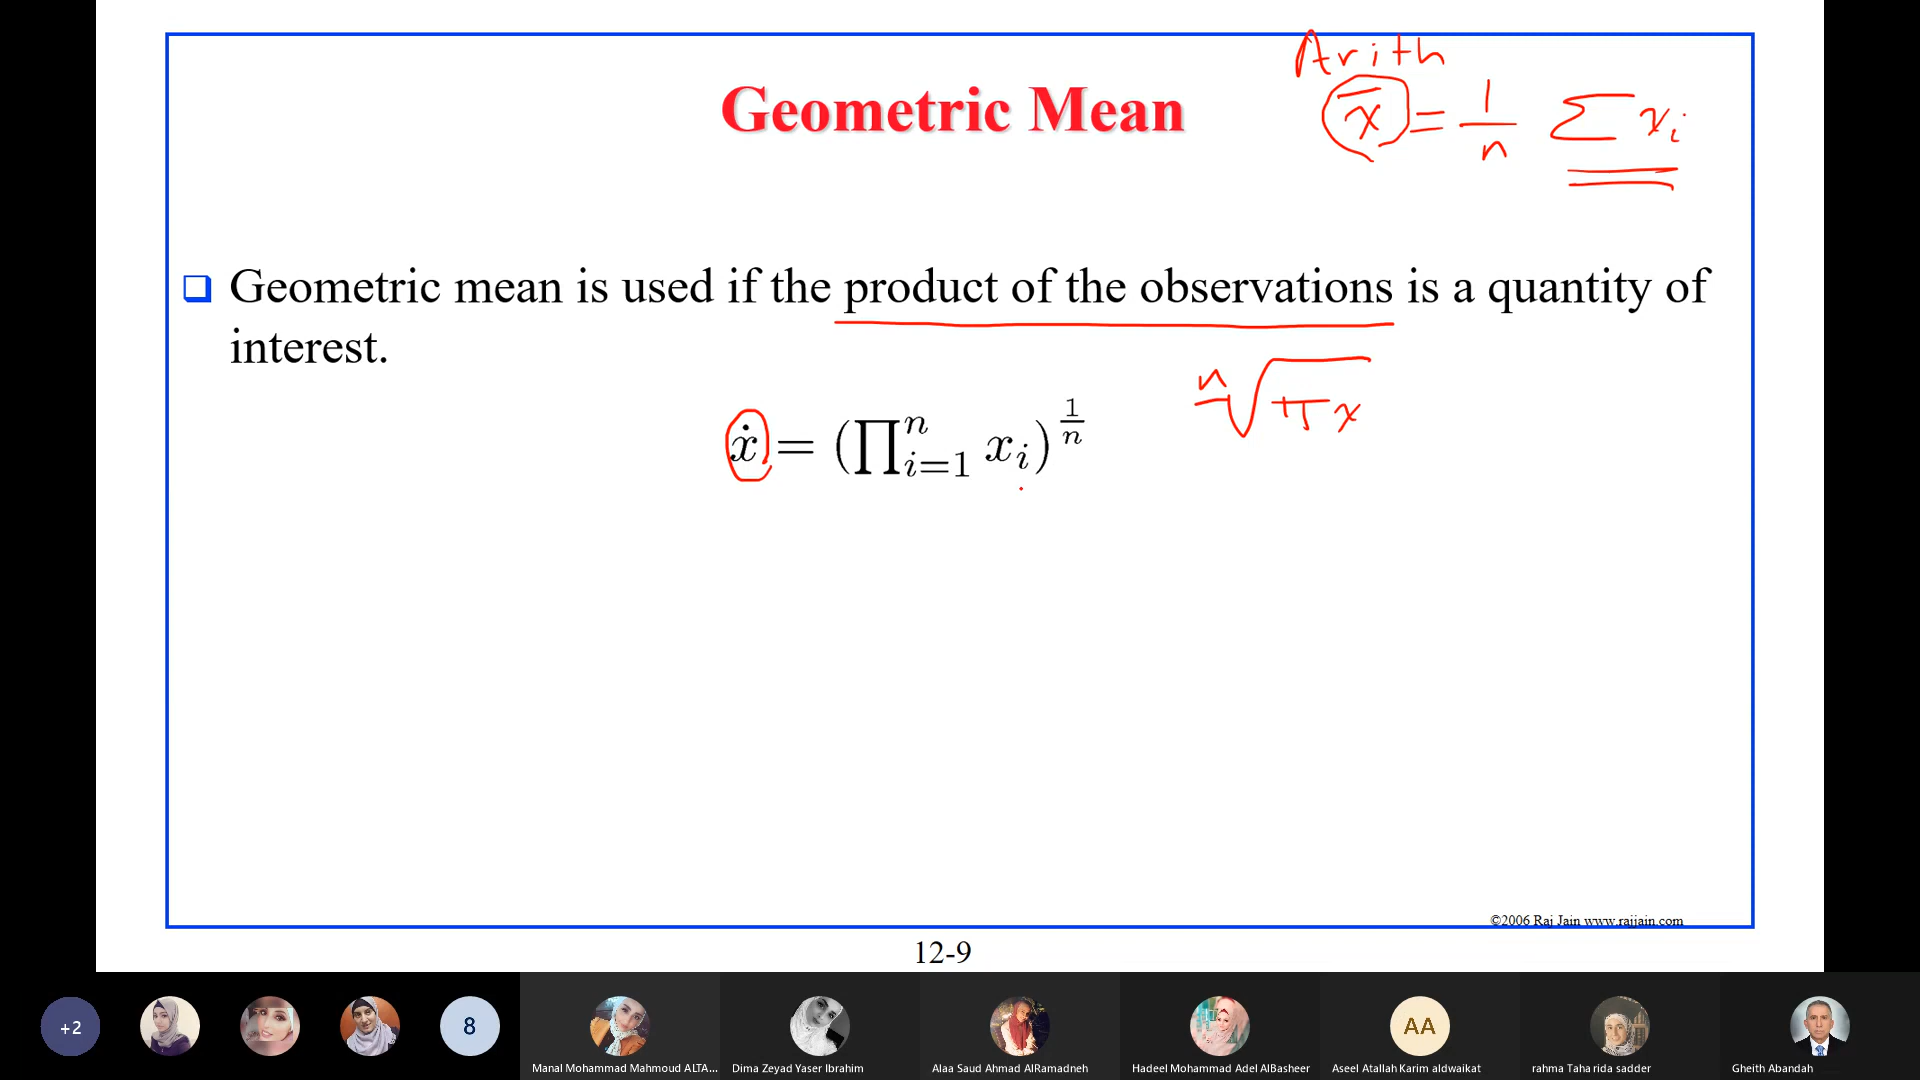 Arith
Geometric Mean
x̄ = 1/n Σ xᵢ
❑ Geometric mean is used if the product of the observations is a quantity of
interest.
ẋ = (∏ⁿᵢ₌₁ xᵢ)^(1/n)
ⁿ√πx
©2006 Raj Jain www.rajjain.com
12-9
+2
8
AA
Manal Mohammad Mahmoud ALTA...
Dima Zeyad Yaser Ibrahim
Alaa Saud Ahmad AlRamadneh
Hadeel Mohammad Adel AlBasheer
Aseel Atallah Karim aldwaikat
rahma Taha rida sadder
Gheith Abandah